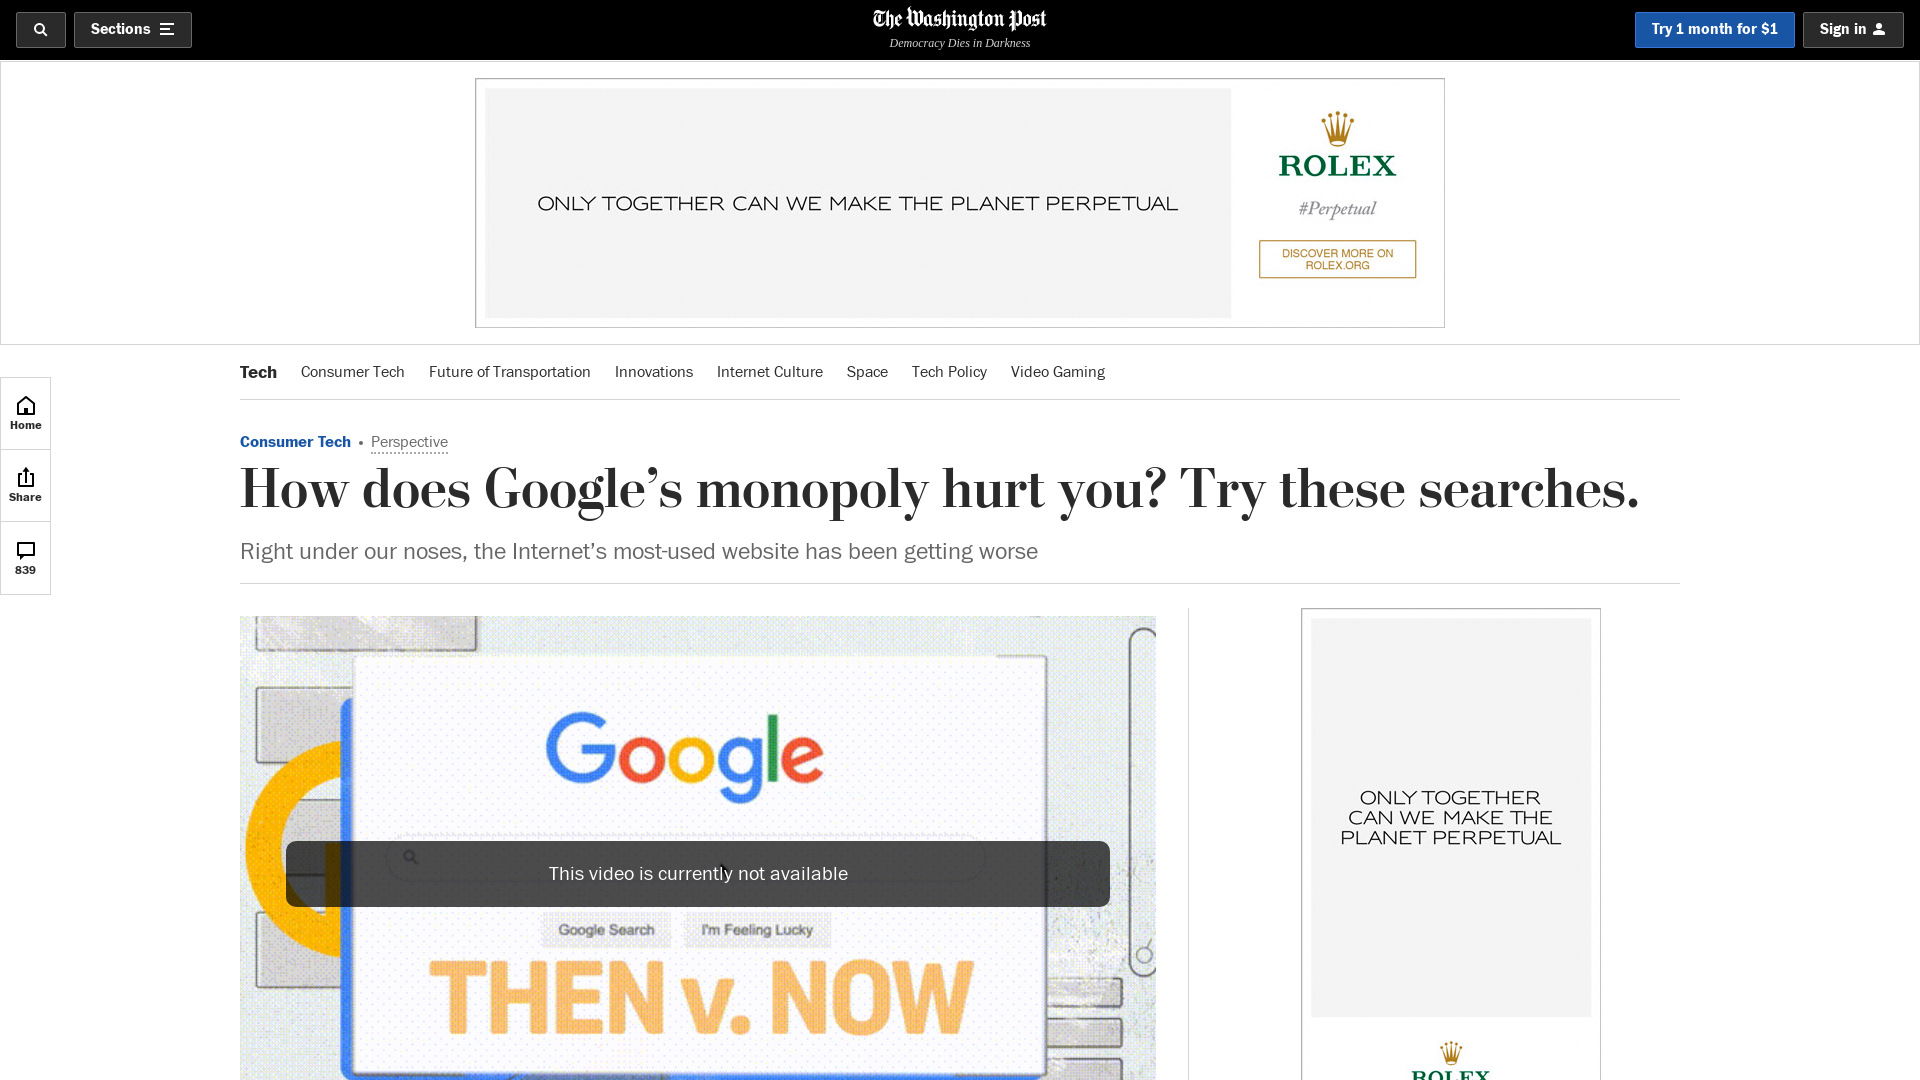 Sections
The Washington Post
Democracy Dies in Darkness
Try 1 month for $1
Sign in
ONLY TOGETHER CAN WE MAKE THE PLANET PERPETUAL
ROLEX
#Perpetual
DISCOVER MORE ON
ROLEX.ORG
Tech
Consumer Tech
Future of Transportation
Innovations
Internet Culture
Space
Tech Policy
Video Gaming
Home
Share
839
Consumer Tech • Perspective
How does Google’s monopoly hurt you? Try these searches.
Right under our noses, the Internet’s most-used website has been getting worse
Google
This video is currently not available
Google Search
I'm Feeling Lucky
THEN v. NOW
ONLY TOGETHER
CAN WE MAKE THE
PLANET PERPETUAL
ROLEX